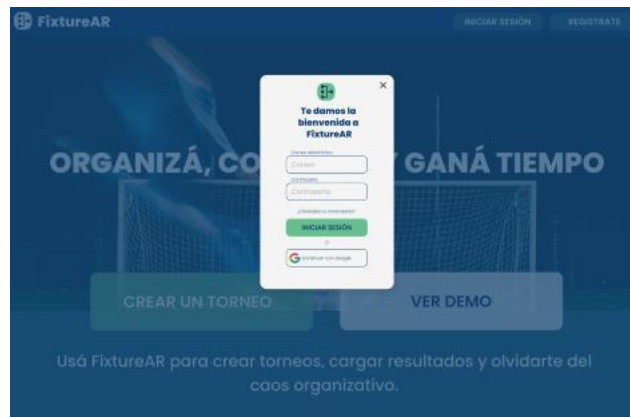 FixtureAR
INICIAR SESIÓN
REGISTRATE
Te damos la
bienvenida a
FixtureAR
Correo electrónico
Correo
Contraseña
Contraseña
¿Olvidaste tu contraseña?
INICIAR SESIÓN
O
Continuar con Google
ORGANIZÁ, CO
Y GANÁ TIEMPO
CREAR UN TORNEO
VER DEMO
Usá FixtureAR para crear torneos, cargar resultados y olvidarte del
caos organizativo.